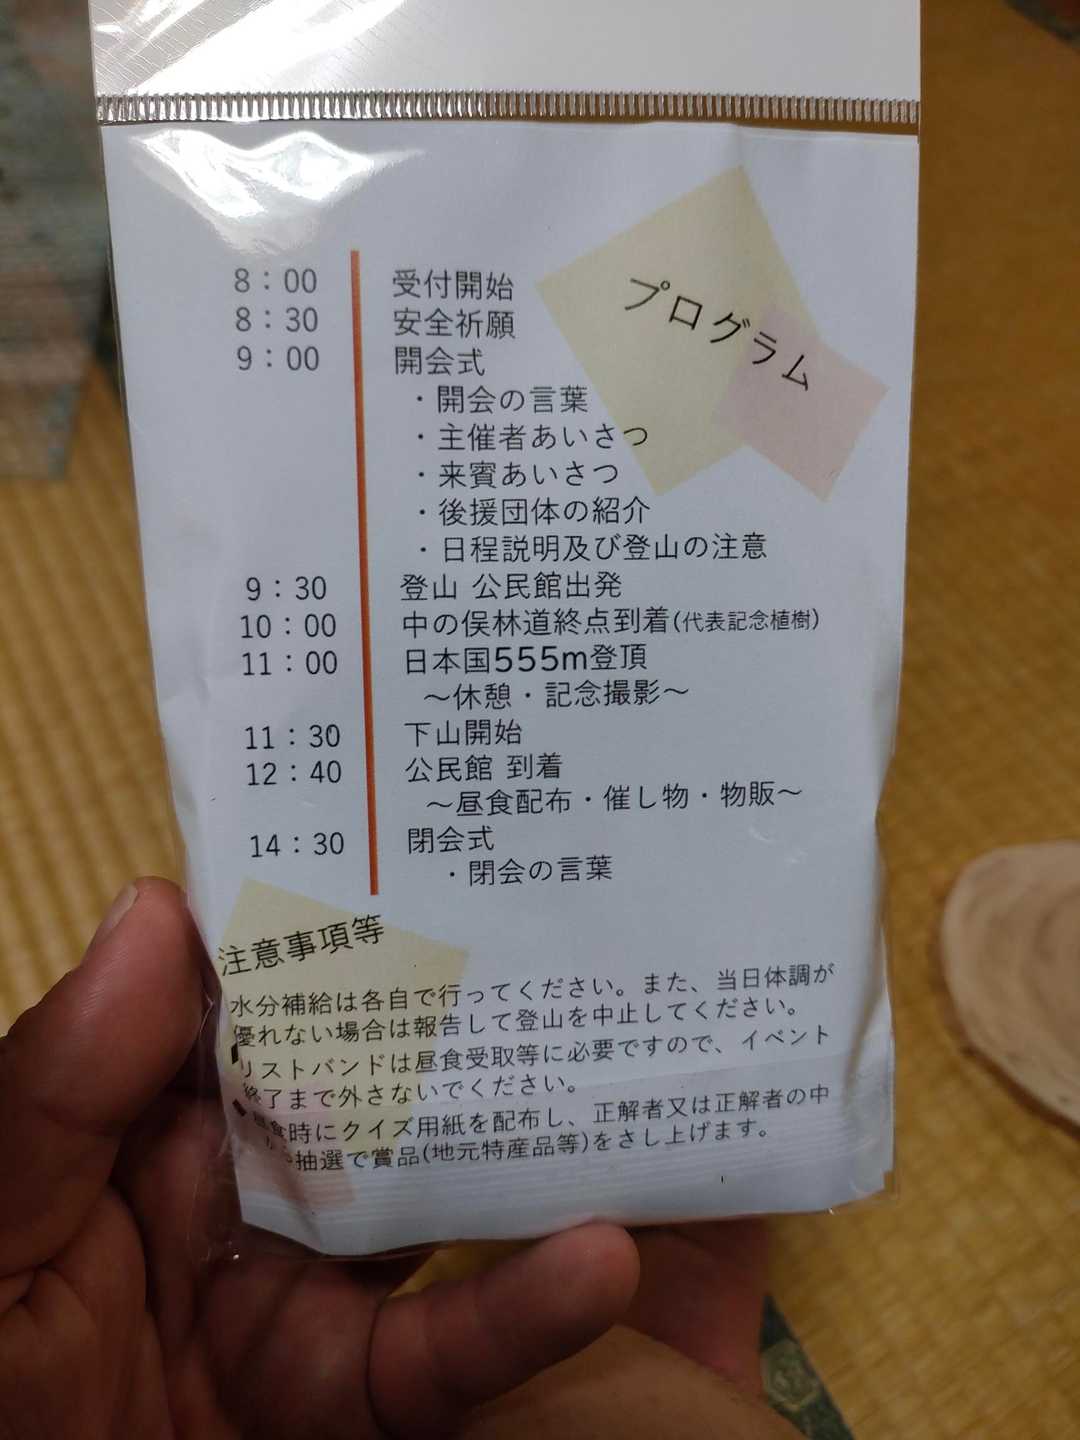 プログラム
8：00 受付開始
8：30 安全祈願
9：00 開会式
・開会の言葉
・主催者あいさつ
・来賓あいさつ
・後援団体の紹介
・日程説明及び登山の注意
9：30 登山 公民館出発
10：00 中の俣林道終点到着(代表記念植樹)
11：00 日本国555m登頂
～休憩・記念撮影～
11：30 下山開始
12：40 公民館 到着
～昼食配布・催し物・物販～
14：30 閉会式
・閉会の言葉
注意事項等
水分補給は各自で行ってください。また、当日体調が
優れない場合は報告して登山を中止してください。
リストバンドは昼食受取等に必要ですので、イベント
終了まで外さないでください。
昼食時にクイズ用紙を配布し、正解者又は正解者の中
から抽選で賞品(地元特産品等)をさし上げます。